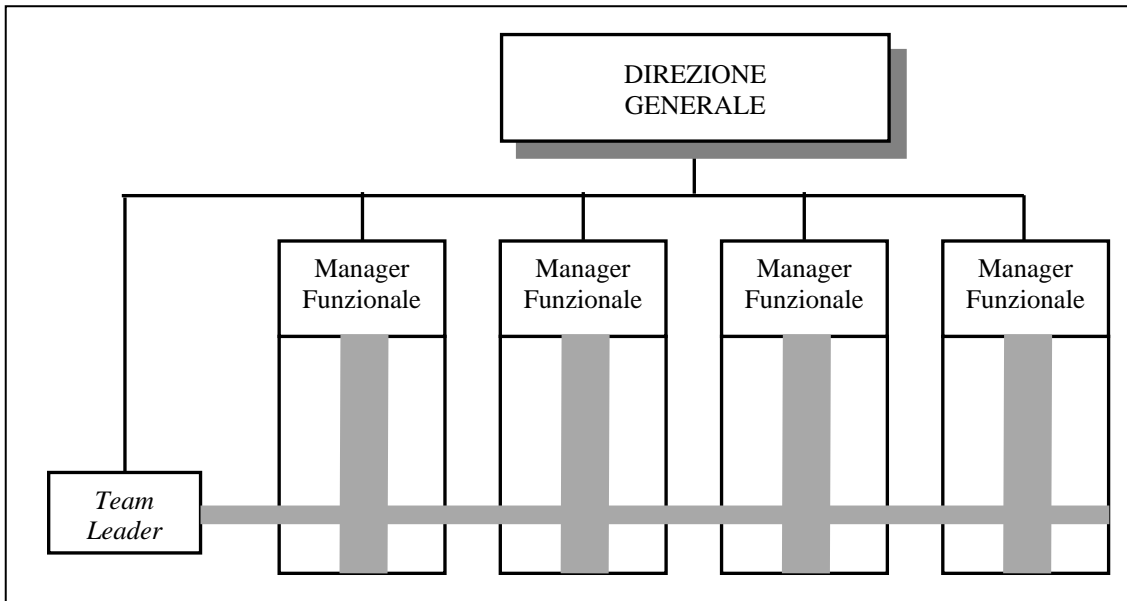 DIREZIONE
GENERALE
Manager
Funzionale
Manager
Funzionale
Manager
Funzionale
Manager
Funzionale
Team
Leader